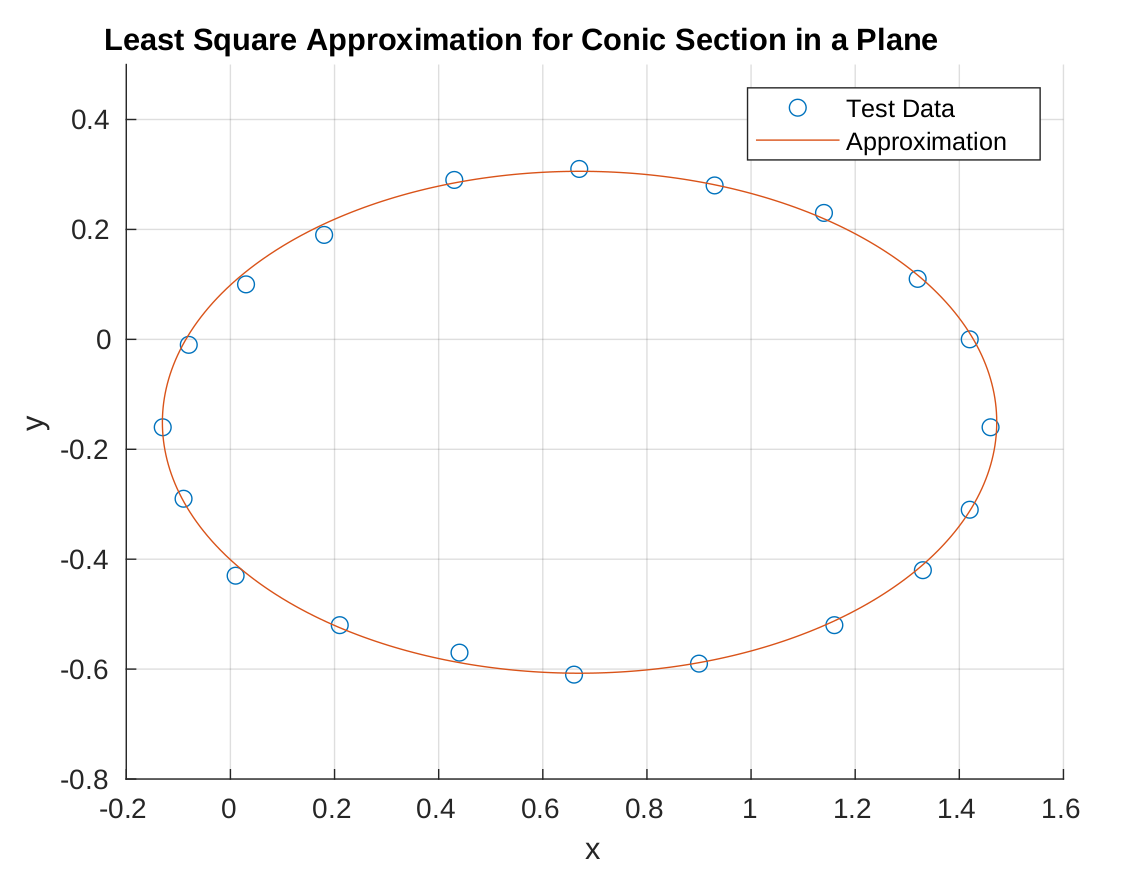 Least Square Approximation for Conic Section in a Plane
Test Data
Approximation
0.4
0.2
0
-0.2
-0.4
-0.6
-0.8
y
-0.2 0 0.2 0.4 0.6 0.8 1 1.2 1.4 1.6
x